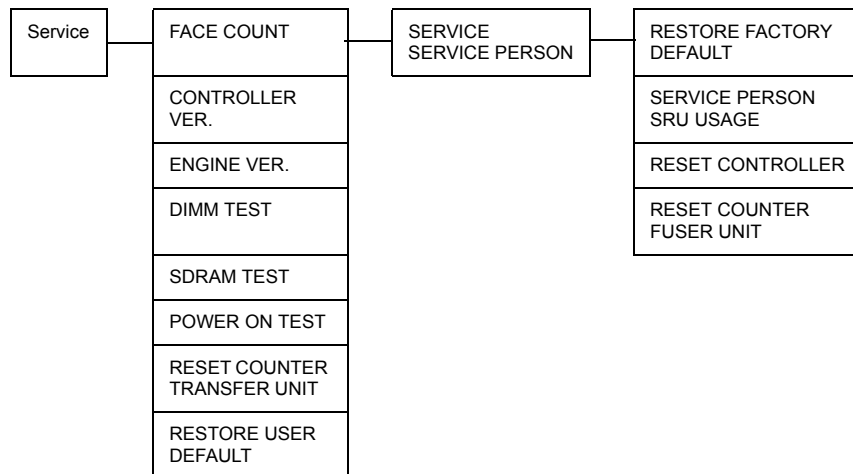 Service
FACE COUNT
CONTROLLER
VER.
ENGINE VER.
DIMM TEST
SDRAM TEST
POWER ON TEST
RESET COUNTER
TRANSFER UNIT
RESTORE USER
DEFAULT
SERVICE
SERVICE PERSON
RESTORE FACTORY
DEFAULT
SERVICE PERSON
SRU USAGE
RESET CONTROLLER
RESET COUNTER
FUSER UNIT